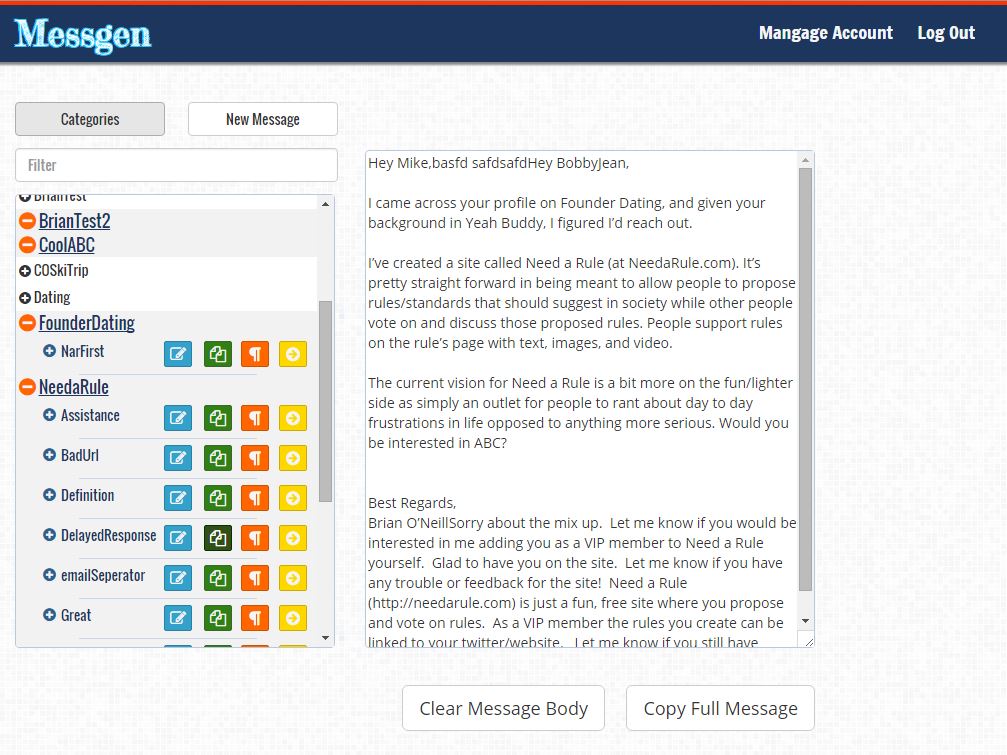 Messgen
Mangage Account
Log Out
Categories
New Message
Filter
BrianTest
BrianTest2
CoolABC
COSkiTrip
Dating
FounderDating
NarFirst
NeedaRule
Assistance
BadUrl
Definition
DelayedResponse
emailSeperator
Great
Hey Mike,basfd safdsafdHey BobbyJean,
I came across your profile on Founder Dating, and given your
background in Yeah Buddy, I figured I’d reach out.
I’ve created a site called Need a Rule (at NeedaRule.com). It’s
pretty straight forward in being meant to allow people to propose
rules/standards that should suggest in society while other people
vote on and discuss those proposed rules. People support rules
on the rule’s page with text, images, and video.
The current vision for Need a Rule is a bit more on the fun/lighter
side as simply an outlet for people to rant about day to day
frustrations in life opposed to anything more serious. Would you
be interested in ABC?
Best Regards,
Brian O’NeillSorry about the mix up.  Let me know if you would be
interested in me adding you as a VIP member to Need a Rule
yourself.  Glad to have you on the site.  Let me know if you have
any trouble or feedback for the site!  Need a Rule
(http://needarule.com) is just a fun, free site where you propose
and vote on rules.  As a VIP member the rules you create can be
linked to your twitter/website.   Let me know if you still have
Clear Message Body
Copy Full Message